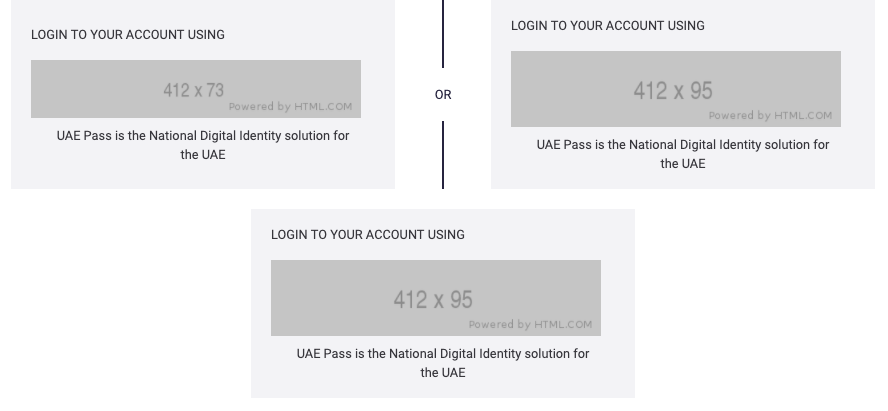 LOGIN TO YOUR ACCOUNT USING
412 x 73
Powered by HTML.COM
UAE Pass is the National Digital Identity solution for
the UAE
OR
LOGIN TO YOUR ACCOUNT USING
412 x 95
Powered by HTML.COM
UAE Pass is the National Digital Identity solution for
the UAE
LOGIN TO YOUR ACCOUNT USING
412 x 95
Powered by HTML.COM
UAE Pass is the National Digital Identity solution for
the UAE